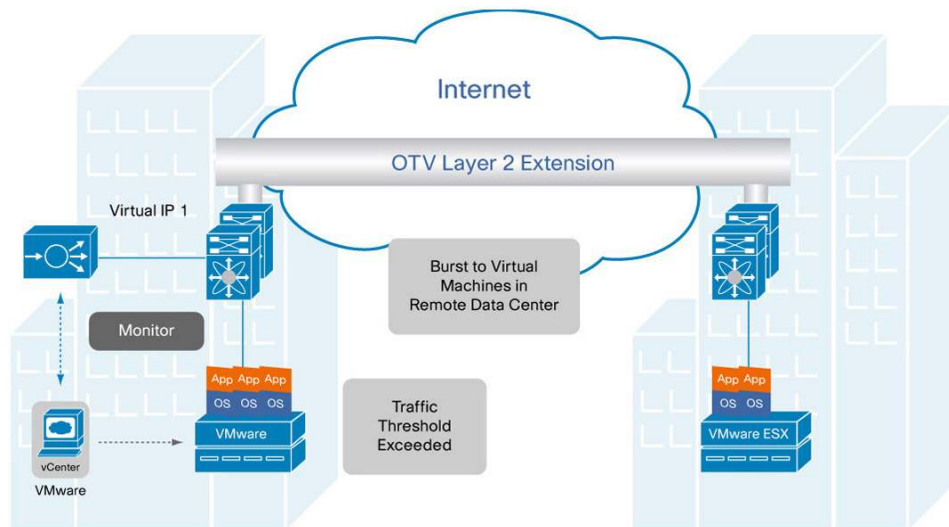 Internet
OTV Layer 2 Extension
Virtual IP 1
Burst to Virtual
Machines in
Remote Data Center
Monitor
App App App
OS OS OS
VMware
Traffic
Threshold
Exceeded
App App
OS OS
VMware ESX
vCenter
VMware